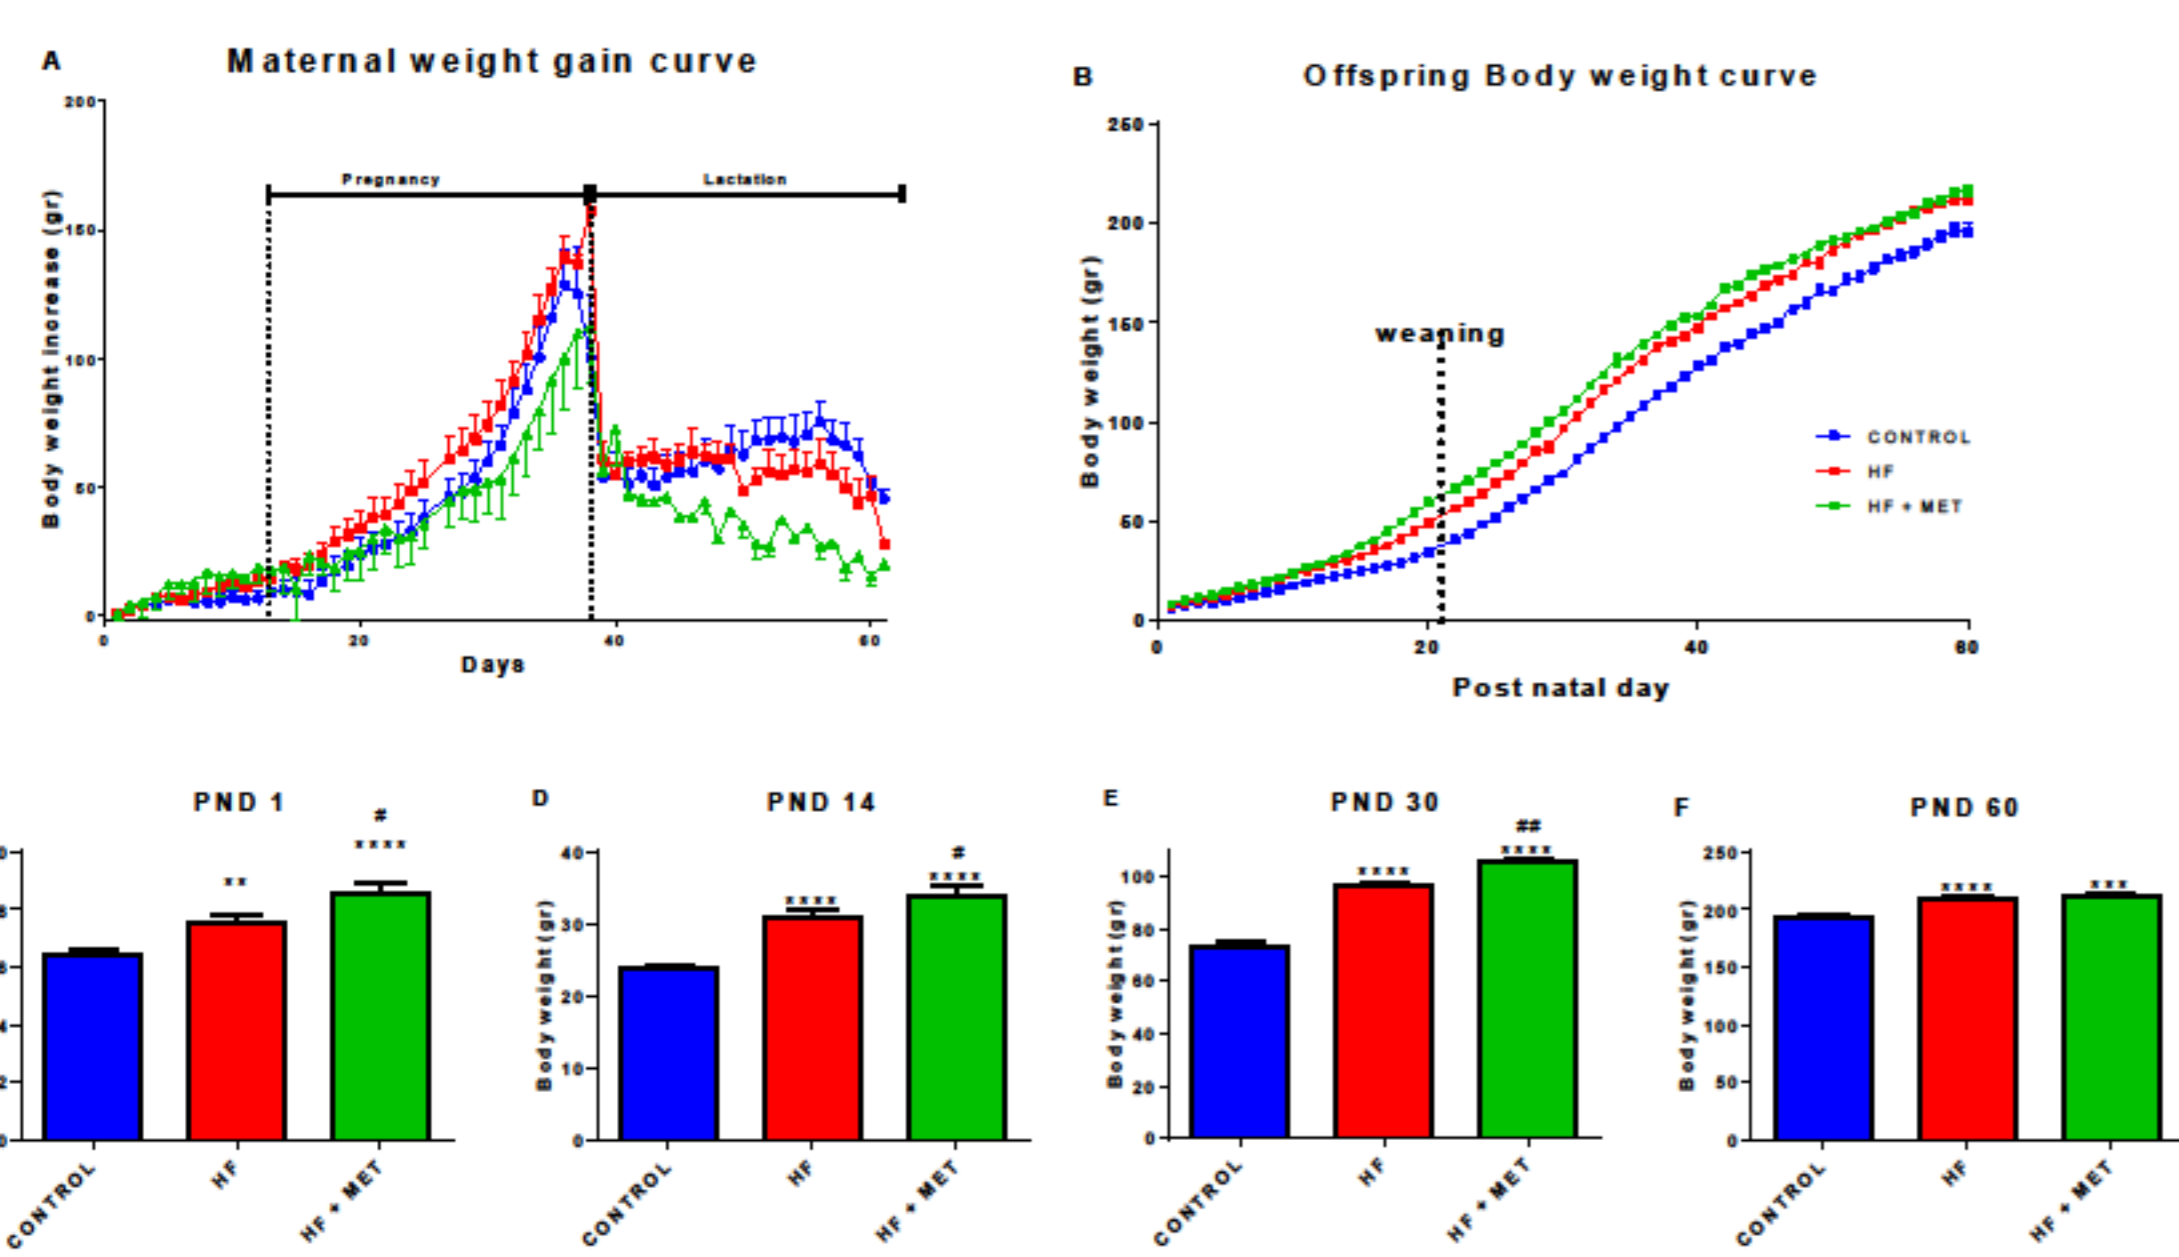 A
Maternal weight gain curve
200
150
100
50
0
Body weight increase (gr)
Pregnancy
Lactation
0
20
40
60
Days
B
Offspring Body weight curve
250
200
150
100
50
0
Body weight (gr)
weaning
CONTROL
HF
HF + MET
0
20
40
60
Post natal day
PND 1
#
****
**
8
6
4
2
0
CONTROL
HF
HF + MET
D
PND 14
#
****
****
40
30
20
10
0
Body weight (gr)
CONTROL
HF
HF + MET
E
PND 30
##
****
****
100
80
60
40
20
0
Body weight (gr)
CONTROL
HF
HF + MET
F
PND 60
****
***
250
200
150
100
50
0
Body weight (gr)
CONTROL
HF
HF + MET